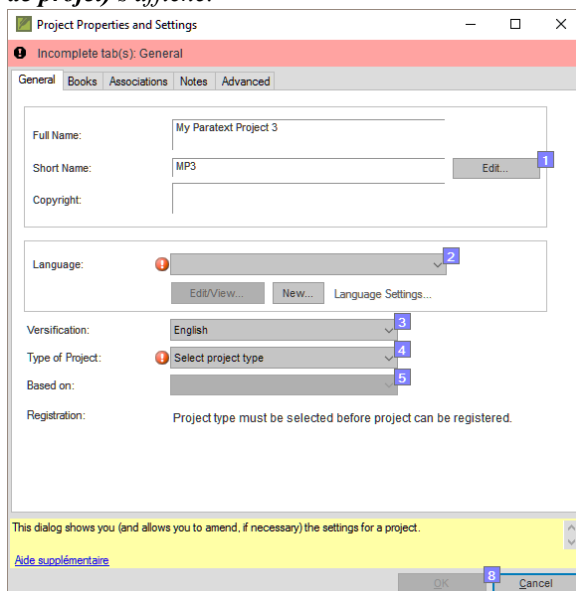 de projet) s'affiche.
Project Properties and Settings
Incomplete tab(s): General
General Books Associations Notes Advanced
Full Name: My Paratext Project 3
Short Name: MP3 Edit... 1
Copyright:
Language: 2
Edit/View... New... Language Settings...
Versification: English 3
Type of Project: Select project type 4
Based on: 5
Registration: Project type must be selected before project can be registered.
This dialog shows you (and allows you to amend, if necessary) the settings for a project.
Aide supplémentaire
OK 8 Cancel